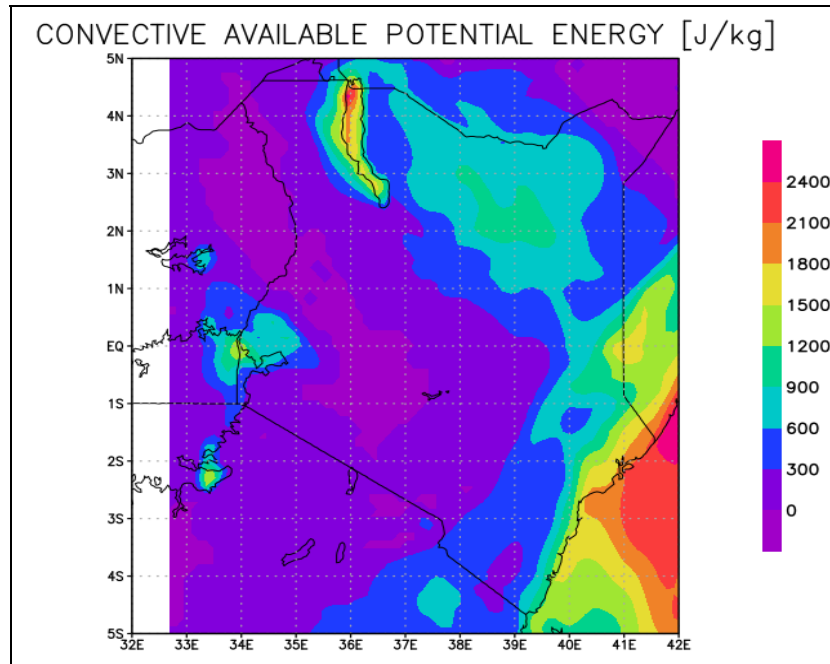 CONVECTIVE AVAILABLE POTENTIAL ENERGY [J/kg]
5N
4N
3N
2N
1N
EQ
1S
2S
3S
4S
5S
32E 33E 34E 35E 36E 37E 38E 39E 40E 41E 42E
2400
2100
1800
1500
1200
900
600
300
0